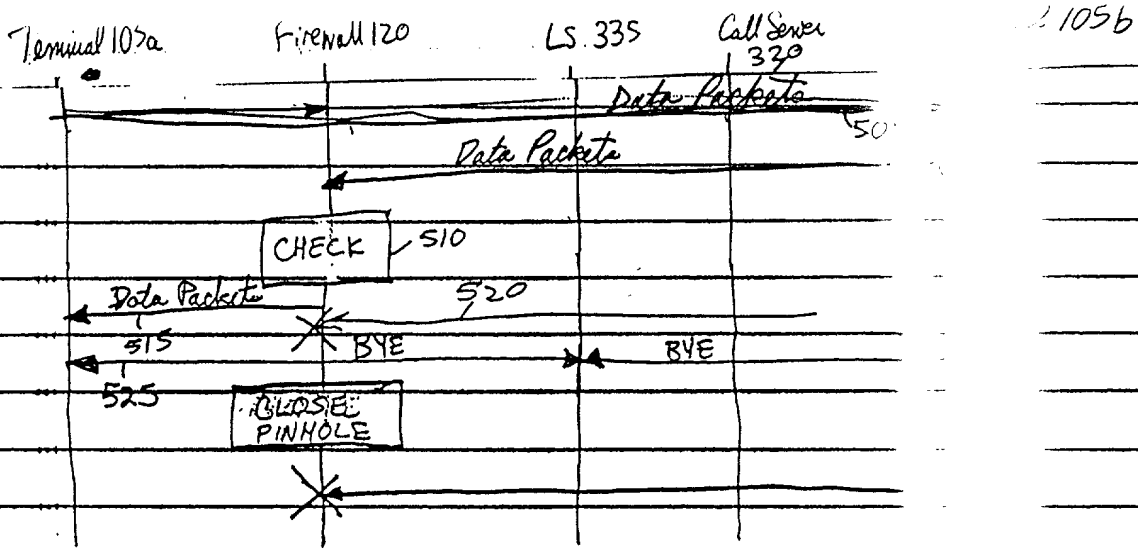 Terminal 105a
Firewall 120
LS. 335
Call Server
330
105b
Data Packets
50
Data Packets
CHECK
510
Data Packets
520
515
BYE
BYE
525
CLOSE
PINHOLE